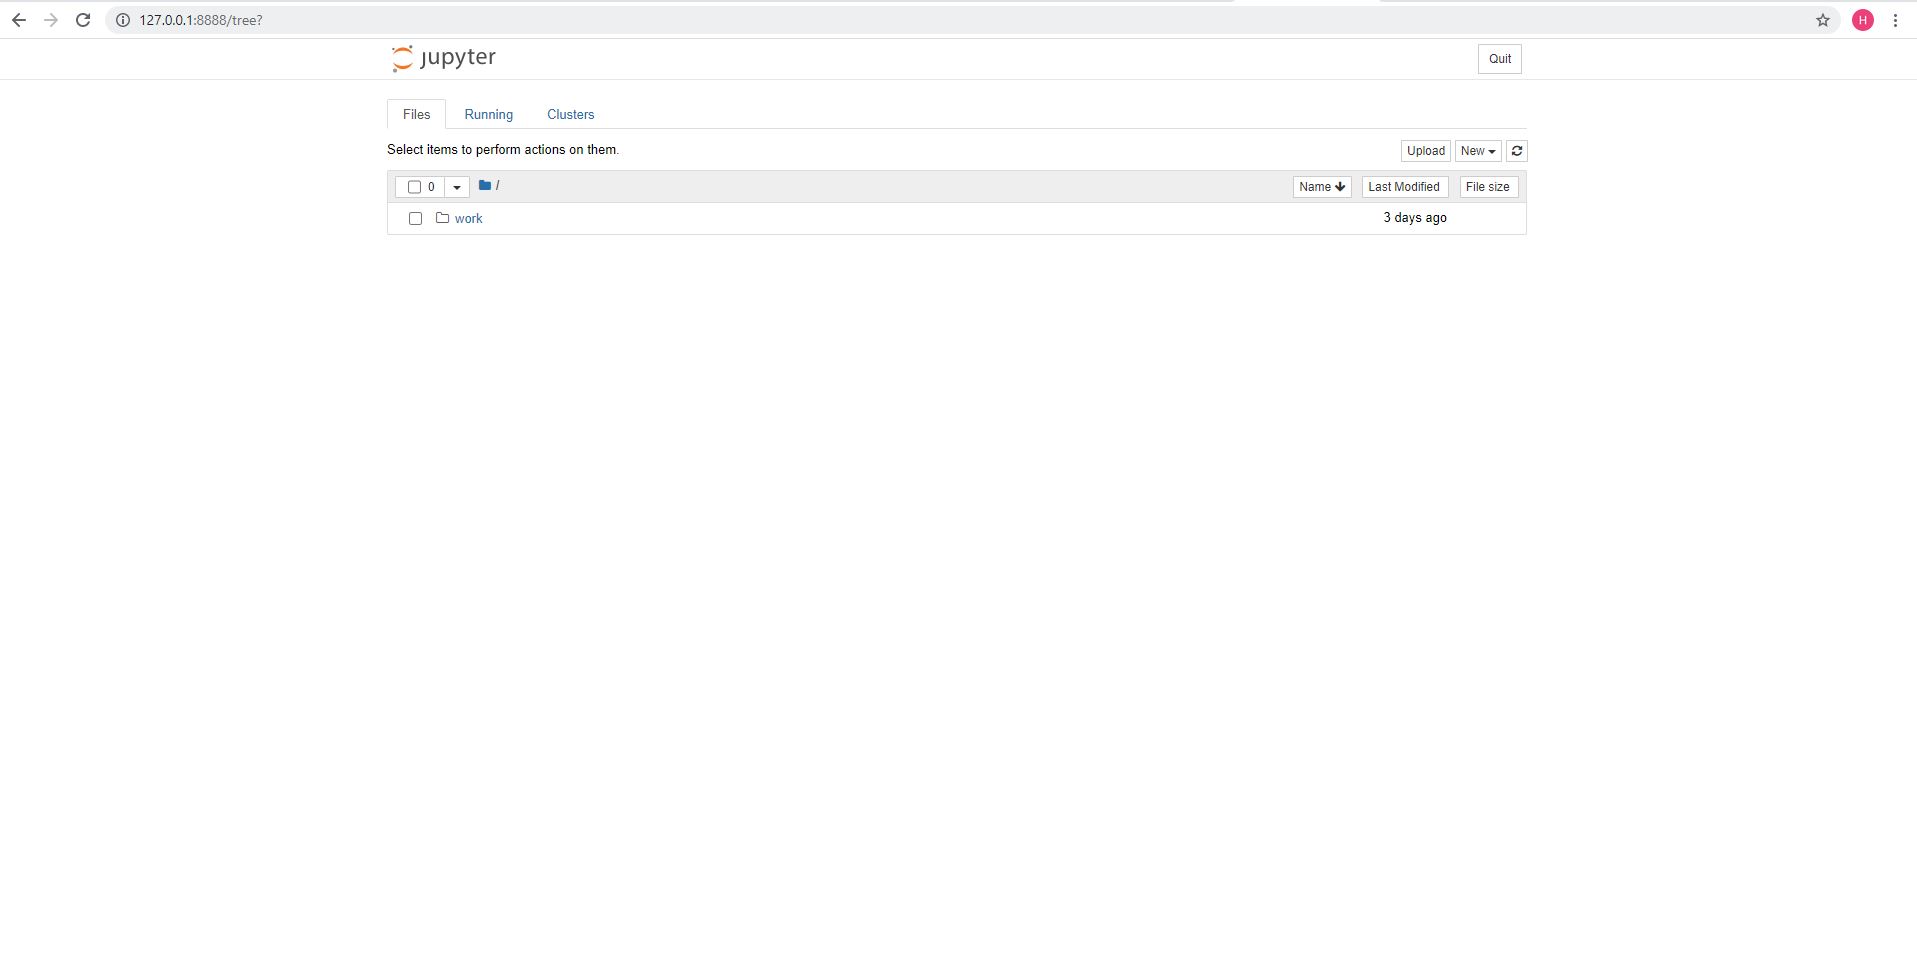 127.0.0.1:8888/tree?
H
jupyter
Quit
Files Running Clusters
Select items to perform actions on them.
Upload New
0 / Name Last Modified File size
work 3 days ago